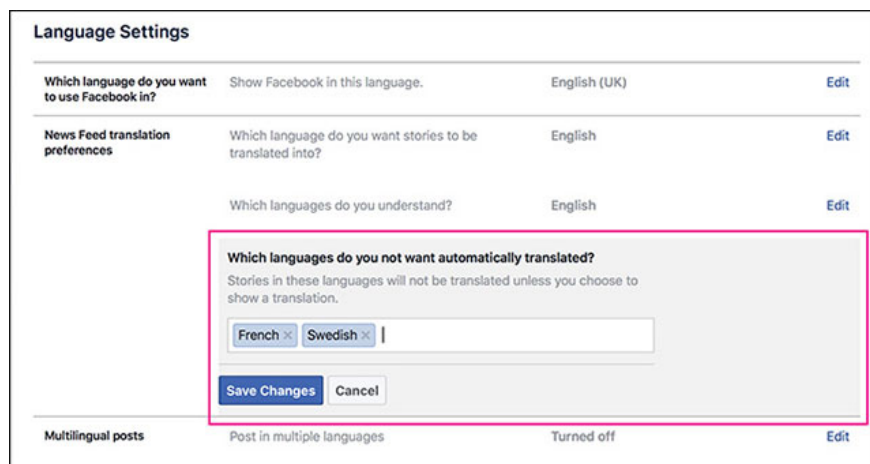 Language Settings
Which language do you want
to use Facebook in?
Show Facebook in this language.
English (UK)
Edit
News Feed translation
preferences
Which language do you want stories to be
translated into?
English
Edit
Which languages do you understand?
English
Edit
Which languages do you not want automatically translated?
Stories in these languages will not be translated unless you choose to
show a translation.
French × Swedish ×
Save Changes Cancel
Multilingual posts
Post in multiple languages
Turned off
Edit